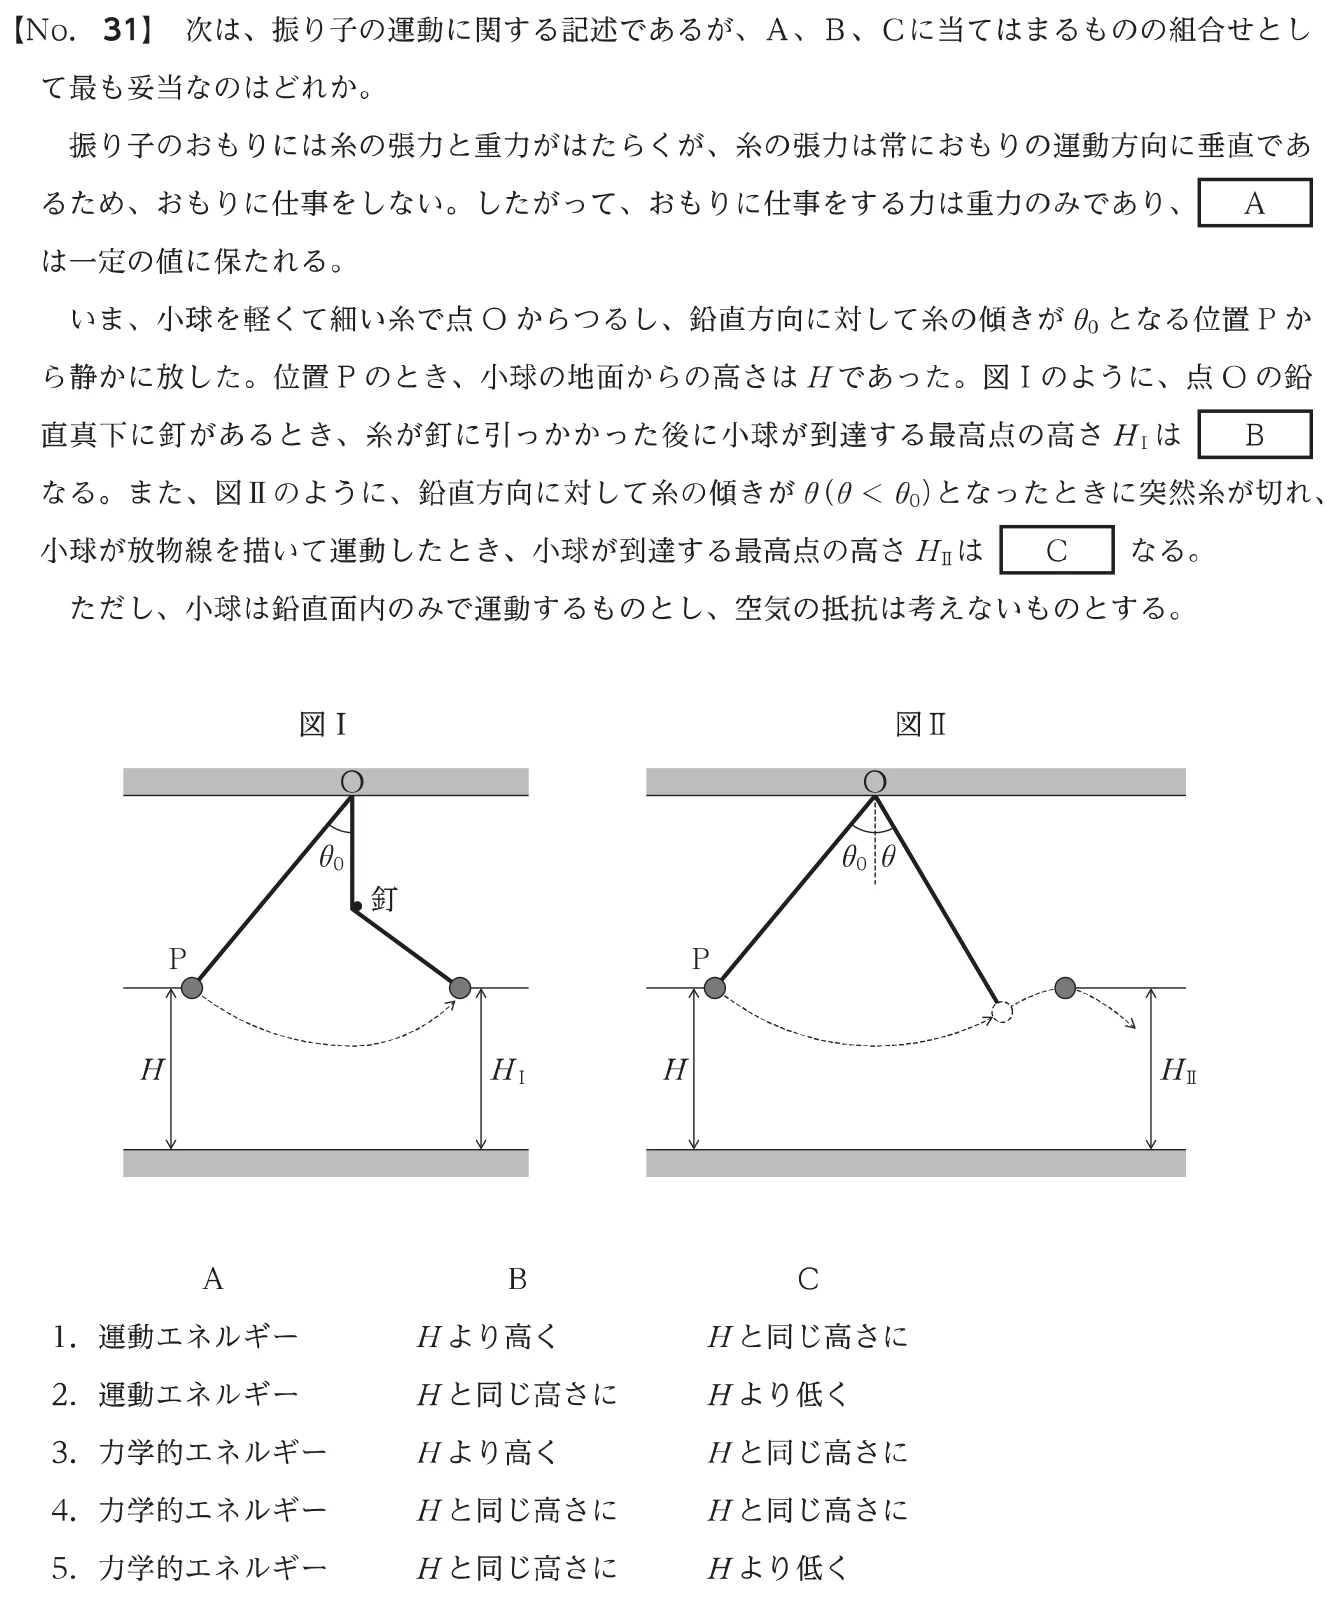 【No. 31】 次は、振り子の運動に関する記述であるが、A、B、Cに当てはまるものの組合せとし
て最も妥当なのはどれか。
振り子のおもりには糸の張力と重力がはたらくが、糸の張力は常におもりの運動方向に垂直であ
るため、おもりに仕事をしない。したがって、おもりに仕事をする力は重力のみであり、 A
は一定の値に保たれる。
いま、小球を軽くて細い糸で点Oからつるし、鉛直方向に対して糸の傾きがθ₀となる位置Pか
ら静かに放した。位置Pのとき、小球の地面からの高さはHであった。図Ⅰのように、点Oの鉛
直真下に釘があるとき、糸が釘に引っかかった後に小球が到達する最高点の高さHⅠは B
なる。また、図Ⅱのように、鉛直方向に対して糸の傾きがθ(θ < θ₀)となったときに突然糸が切れ、
小球が放物線を描いて運動したとき、小球が到達する最高点の高さHⅡは C なる。
ただし、小球は鉛直面内のみで運動するものとし、空気の抵抗は考えないものとする。
図Ⅰ
O
θ₀
釘
P
H
HⅠ
図Ⅱ
O
θ₀ θ
P
H
HⅡ
A B C
1. 運動エネルギー Hより高く Hと同じ高さに
2. 運動エネルギー Hと同じ高さに Hより低く
3. 力学的エネルギー Hより高く Hと同じ高さに
4. 力学的エネルギー Hと同じ高さに Hと同じ高さに
5. 力学的エネルギー Hと同じ高さに Hより低く